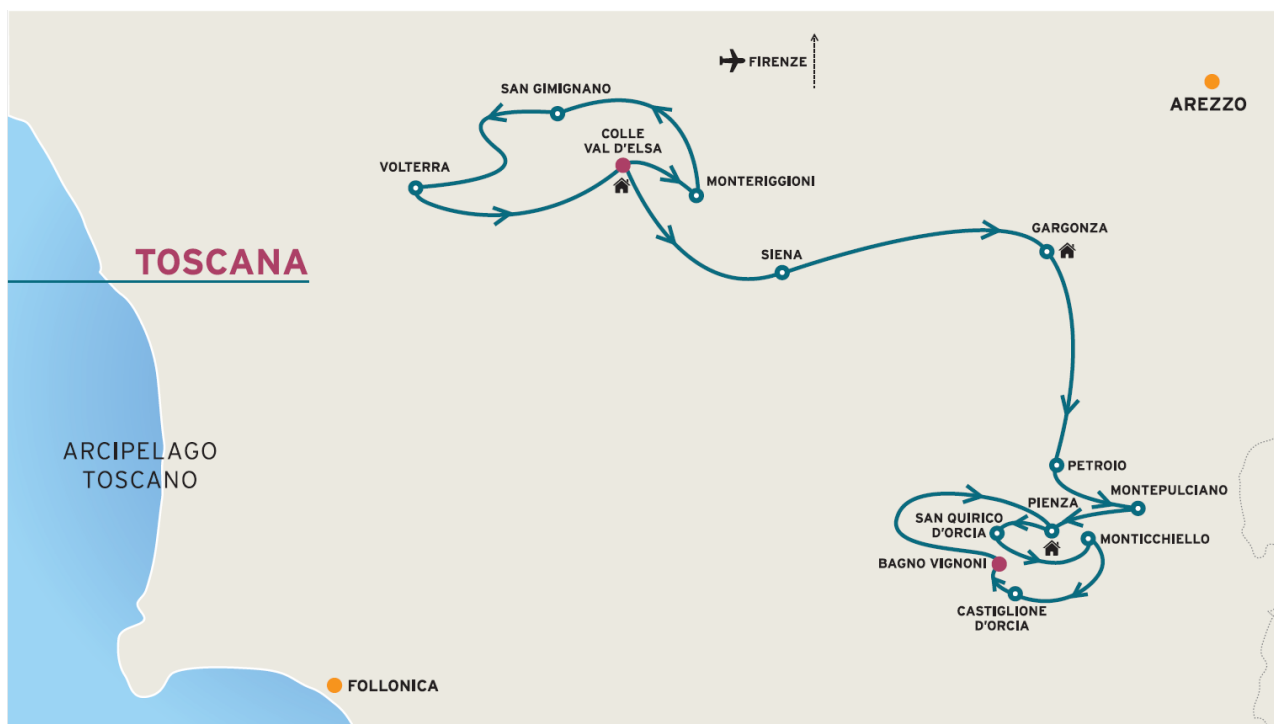 FIRENZE
AREZZO
SAN GIMIGNANO
COLLE
VAL D'ELSA
VOLTERRA
MONTERIGGIONI
GARGONZA
SIENA
TOSCANA
ARCIPELAGO
TOSCANO
PETROIO
MONTEPULCIANO
PIENZA
SAN QUIRICO
D'ORCIA
MONTICCHIELLO
BAGNO VIGNONI
CASTIGLIONE
D'ORCIA
FOLLONICA